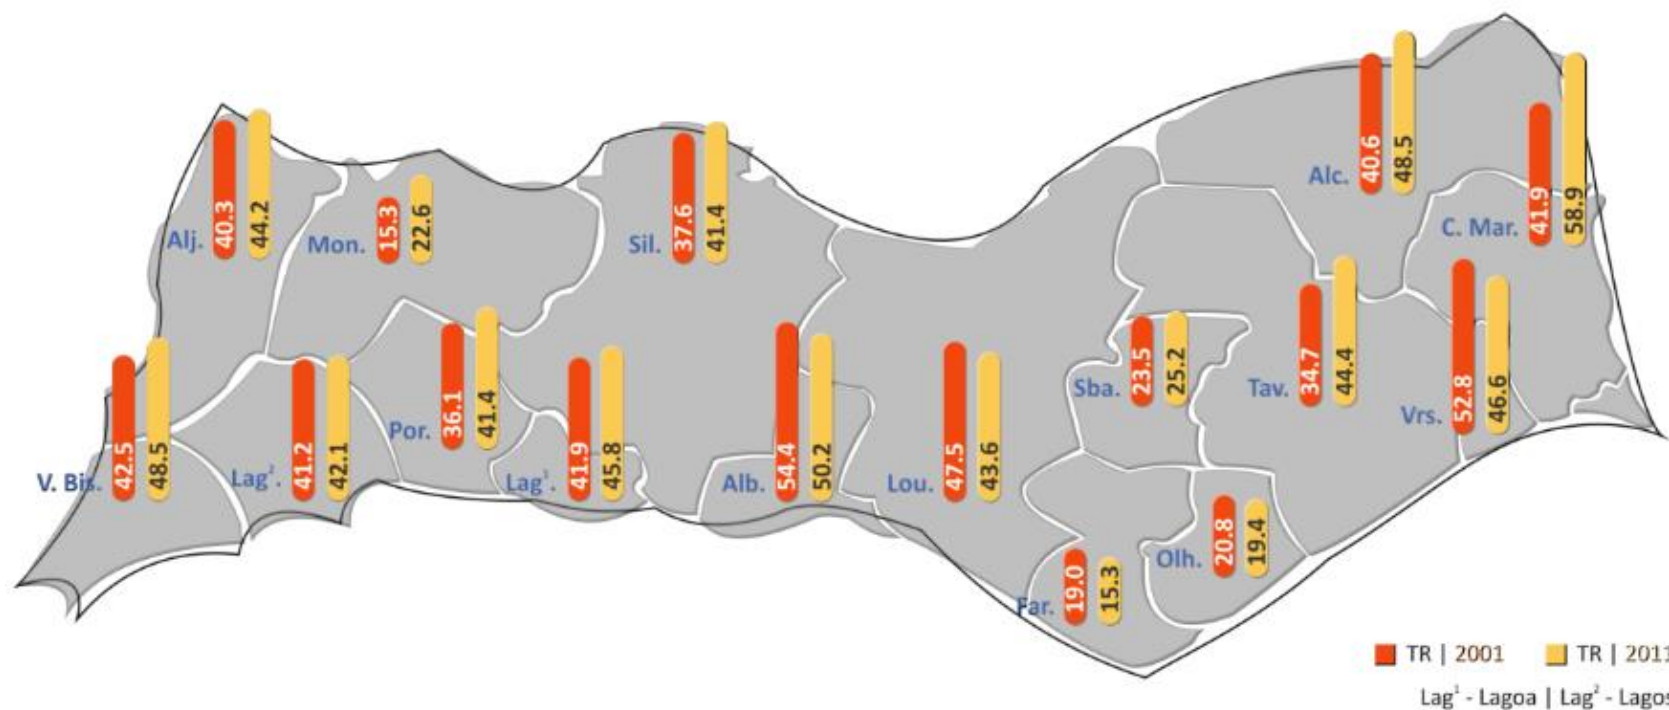 Alc. 40.6 48.5
C. Mar. 41.9 58.9
Alj. 40.3 44.2
Mon. 15.3 22.6
Sil. 37.6 41.4
V. Bis. 42.5 48.5
Lag². 41.2 42.1
Por. 36.1 41.4
Lag¹. 41.9 45.8
Alb. 54.4 50.2
Lou. 47.5 43.6
Sba. 23.5 25.2
Tav. 34.7 44.4
Vrs. 52.8 46.6
Far. 19.0 15.3
Olh. 20.8 19.4
TR | 2001 TR | 2011
Lag¹ - Lagoa | Lag² - Lagos